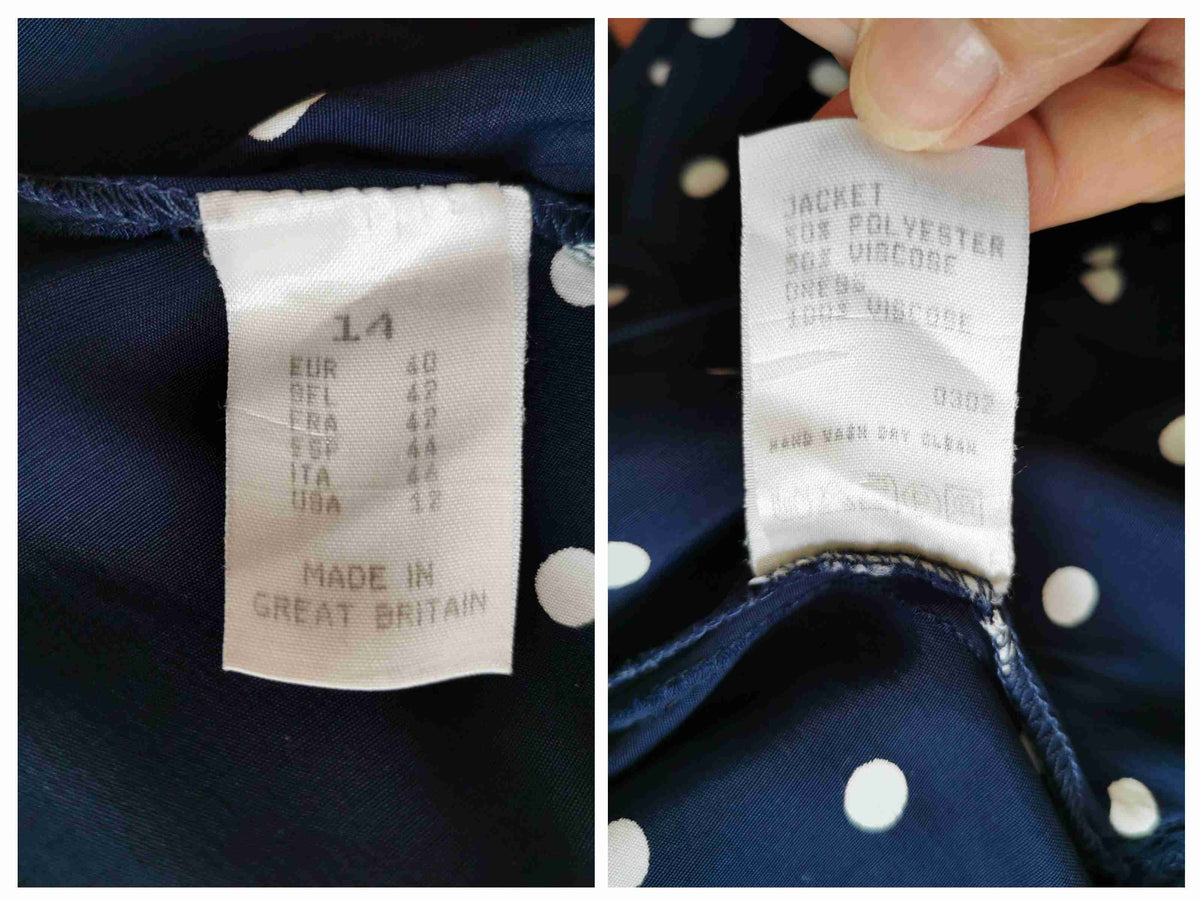 14
EUR 40
BEL 42
FRA 42
ESP 44
ITA 46
USA 12
MADE IN
GREAT BRITAIN
JACKET
50% POLYESTER
50% VISCOSE
DRESS
100% VISCOSE
0302
HAND WASH DRY CLEAN